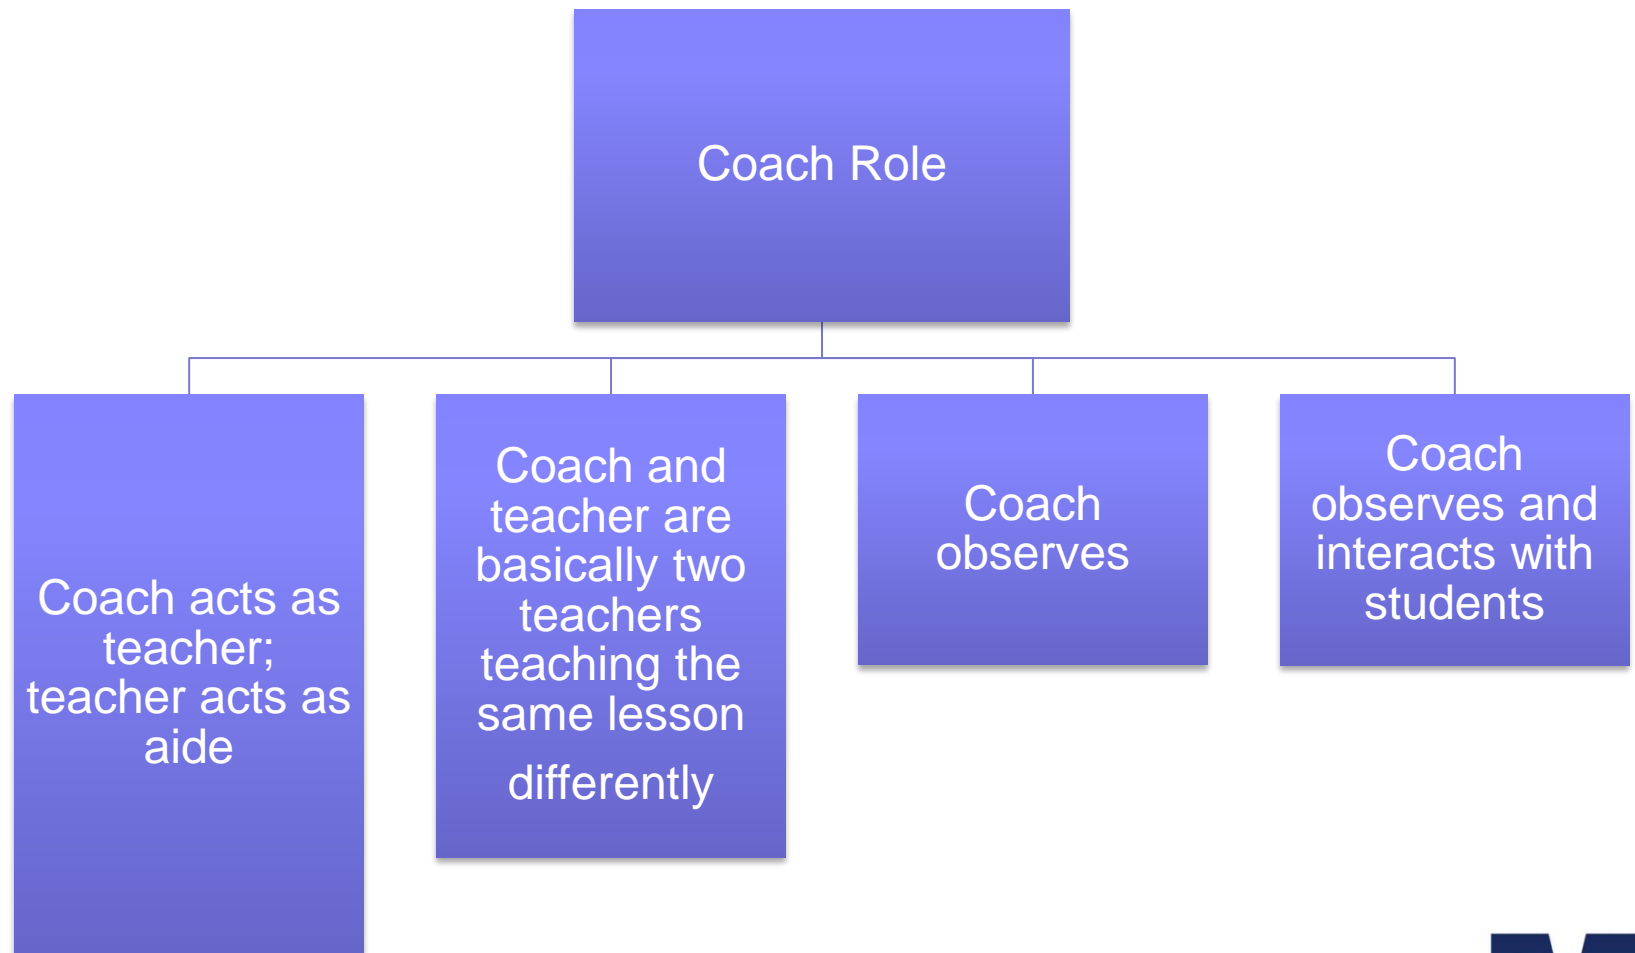 Coach Role
Coach acts as
teacher;
teacher acts as
aide
Coach and
teacher are
basically two
teachers
teaching the
same lesson
differently
Coach
observes
Coach
observes and
interacts with
students